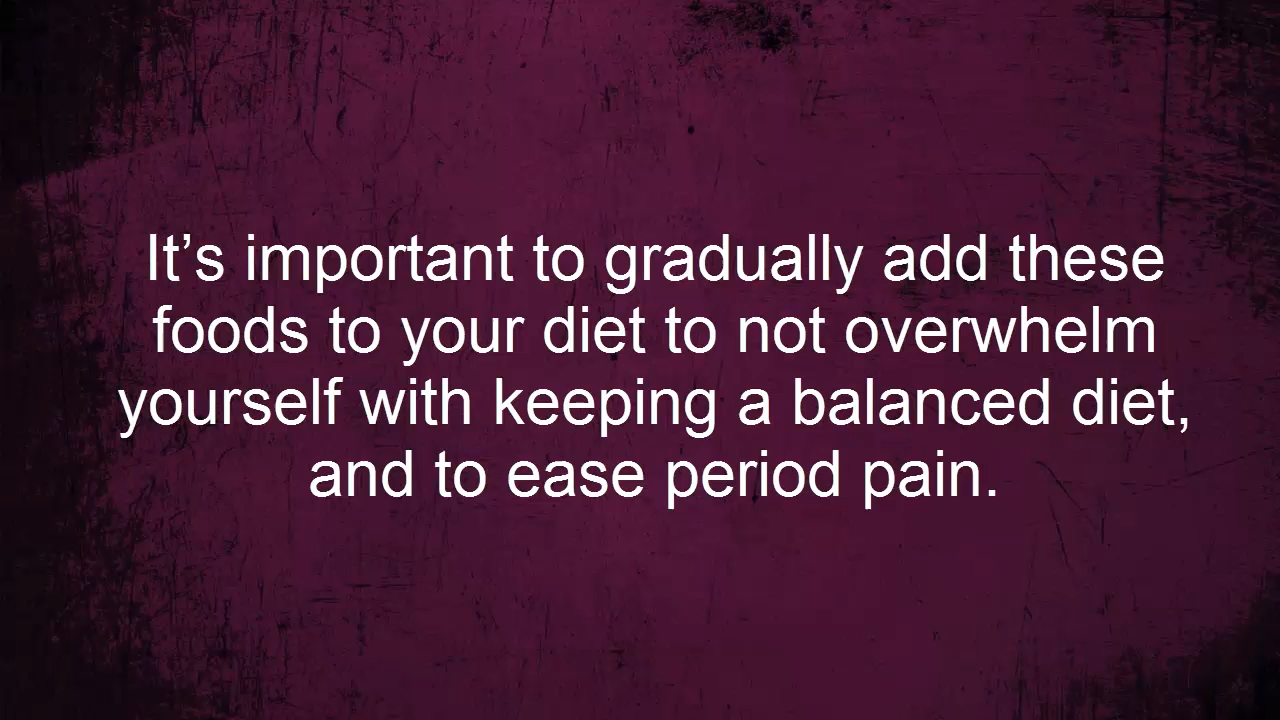 It’s important to gradually add these
foods to your diet to not overwhelm
yourself with keeping a balanced diet,
and to ease period pain.